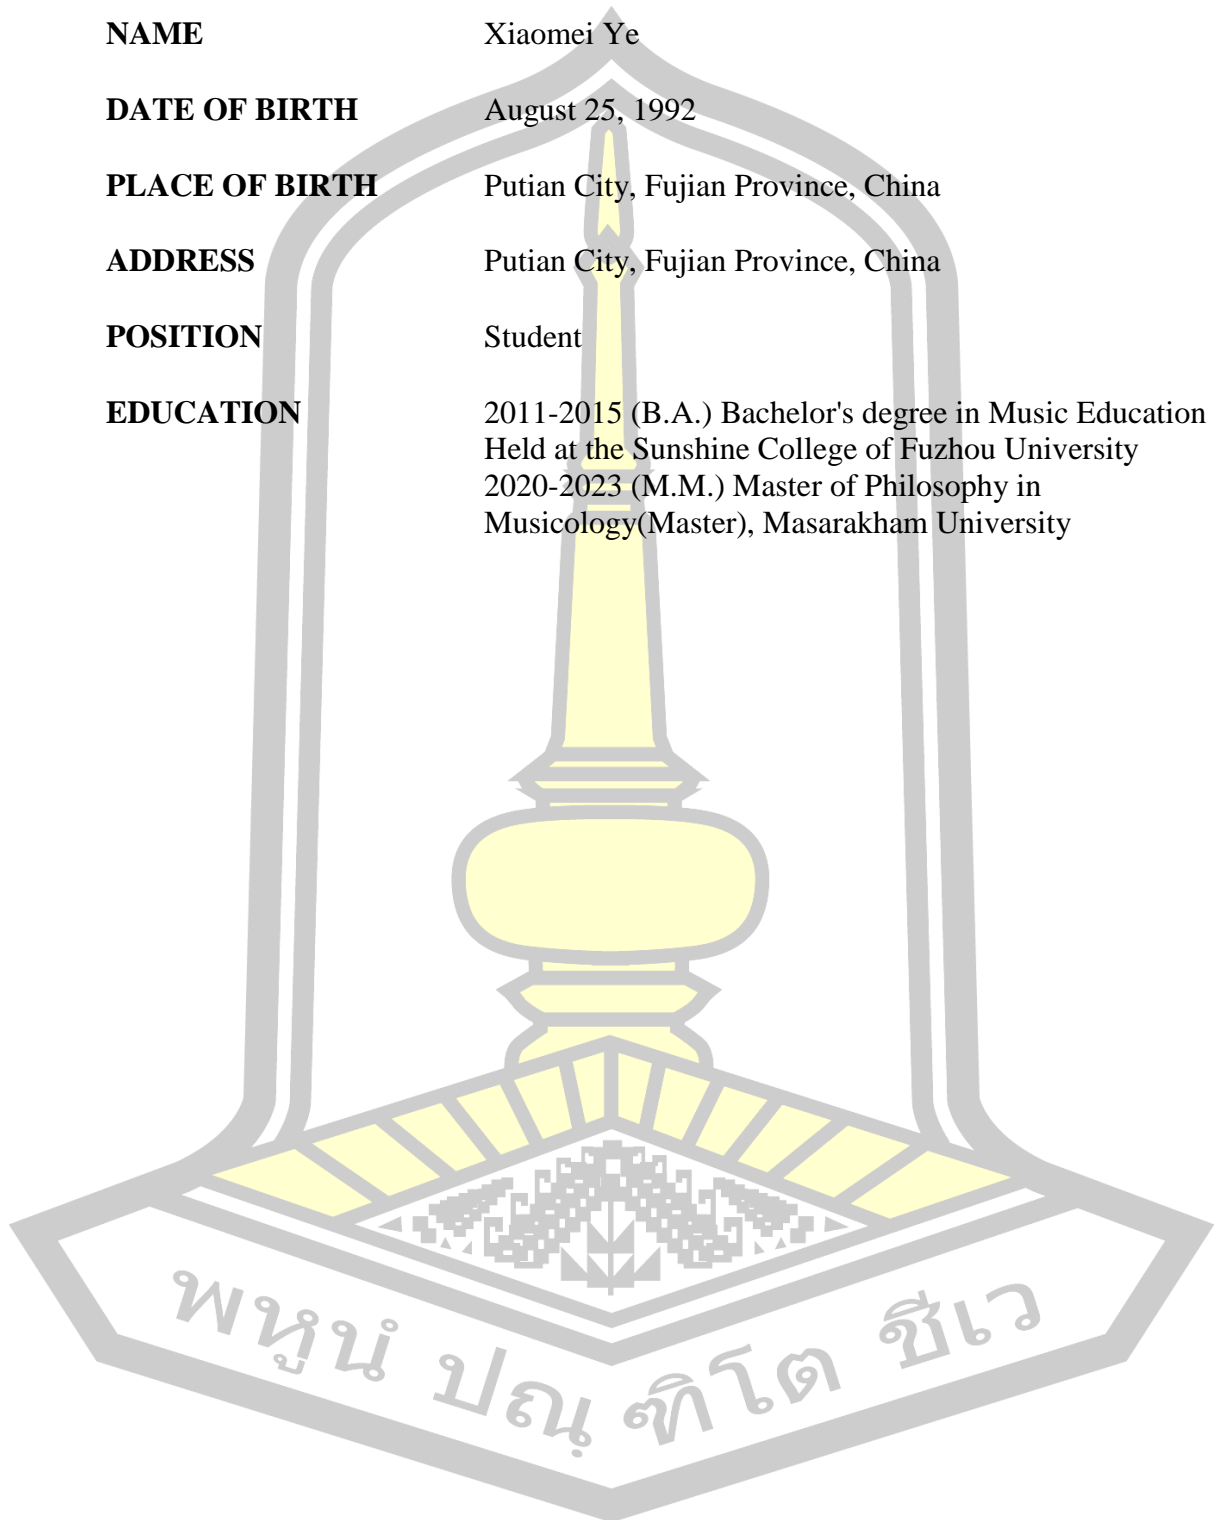 NAME Xiaomei Ye
DATE OF BIRTH August 25, 1992
PLACE OF BIRTH Putian City, Fujian Province, China
ADDRESS Putian City, Fujian Province, China
POSITION Student
EDUCATION 2011-2015 (B.A.) Bachelor's degree in Music Education
Held at the Sunshine College of Fuzhou University
2020-2023 (M.M.) Master of Philosophy in
Musicology(Master), Masarakham University
พหูนํ ปณฺฑิโต ชีเว